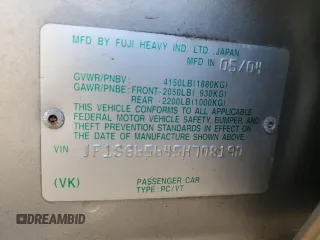 MFD BY FUJI HEAVY IND. LTD. JAPAN
MFD IN 05/04
GVWR/PNBV : 4150LB(1880KG)
GAWR/PNBE: FRONT-2050LB( 930KG)
REAR -2200LB(1000KG)
THIS VEHICLE CONFORMS TO ALL APPLICABLE
FEDERAL MOTOR VEHICLE SAFETY, BUMPER, AND
THEFT PREVENTION STANDARDS IN EFFECT ON
THE DATE OF MANUFACTURE SHOWN ABOVE.
VIN
(VK)
PASSENGER CAR
TYPE: PC/VT
DREAMBID